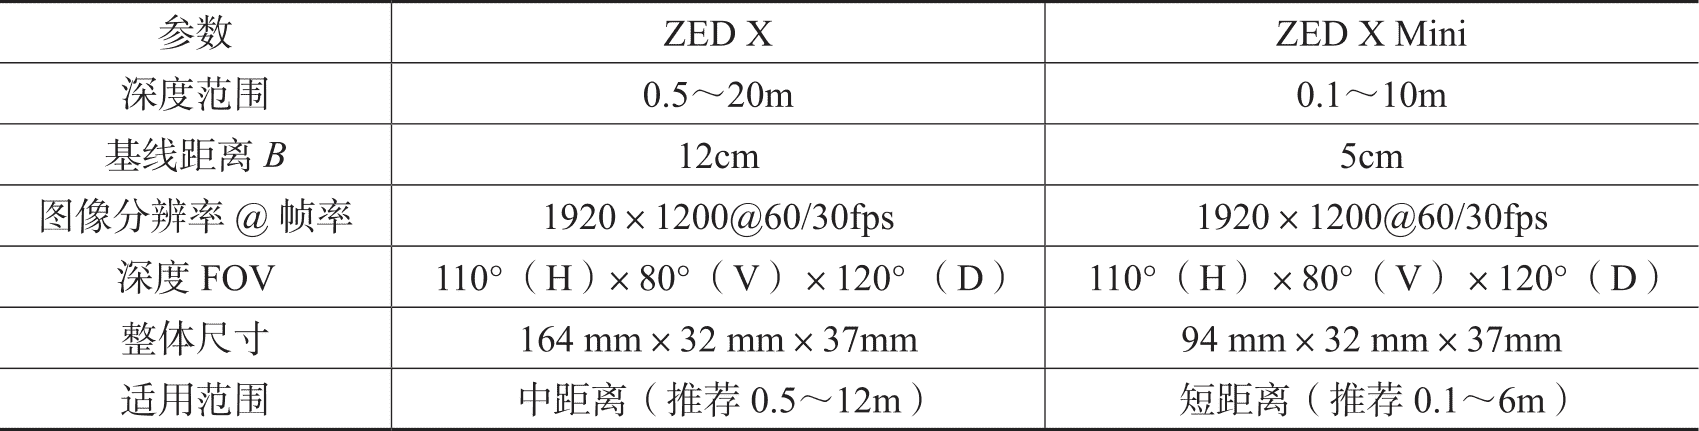 参数 ZED X ZED X Mini
深度范围 0.5～20m 0.1～10m
基线距离 B 12cm 5cm
图像分辨率 @ 帧率 1920 × 1200@60/30fps 1920 × 1200@60/30fps
深度 FOV 110°（H）× 80°（V）× 120°（D） 110°（H）× 80°（V）× 120°（D）
整体尺寸 164 mm × 32 mm × 37mm 94 mm × 32 mm × 37mm
适用范围 中距离（推荐 0.5～12m） 短距离（推荐 0.1～6m）